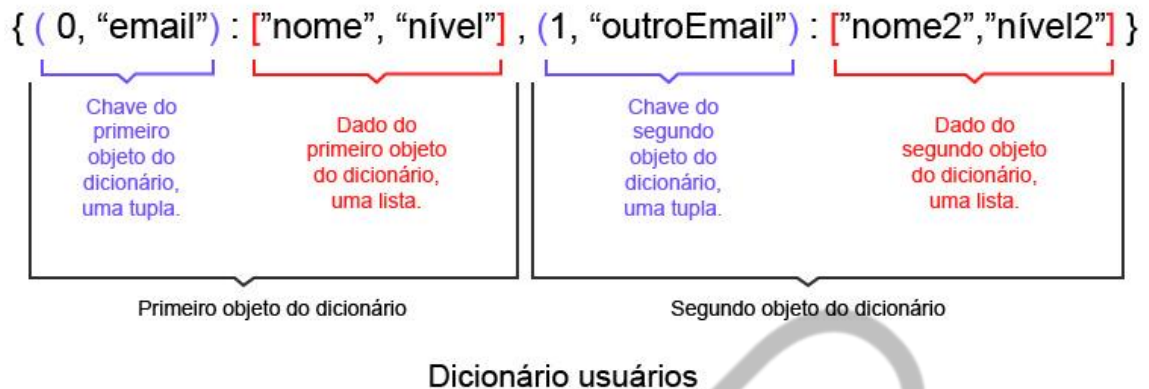 { ( 0, “email”) : [”nome”, “nível”] , (1, “outroEmail”) : [”nome2”,”nível2”] }
Chave do
primeiro
objeto do
dicionário,
uma tupla.
Dado do
primeiro objeto
do dicionário,
uma lista.
Chave do
segundo
objeto do
dicionário,
uma tupla.
Dado do
segundo objeto
do dicionário,
uma lista.
Primeiro objeto do dicionário
Segundo objeto do dicionário
Dicionário usuários